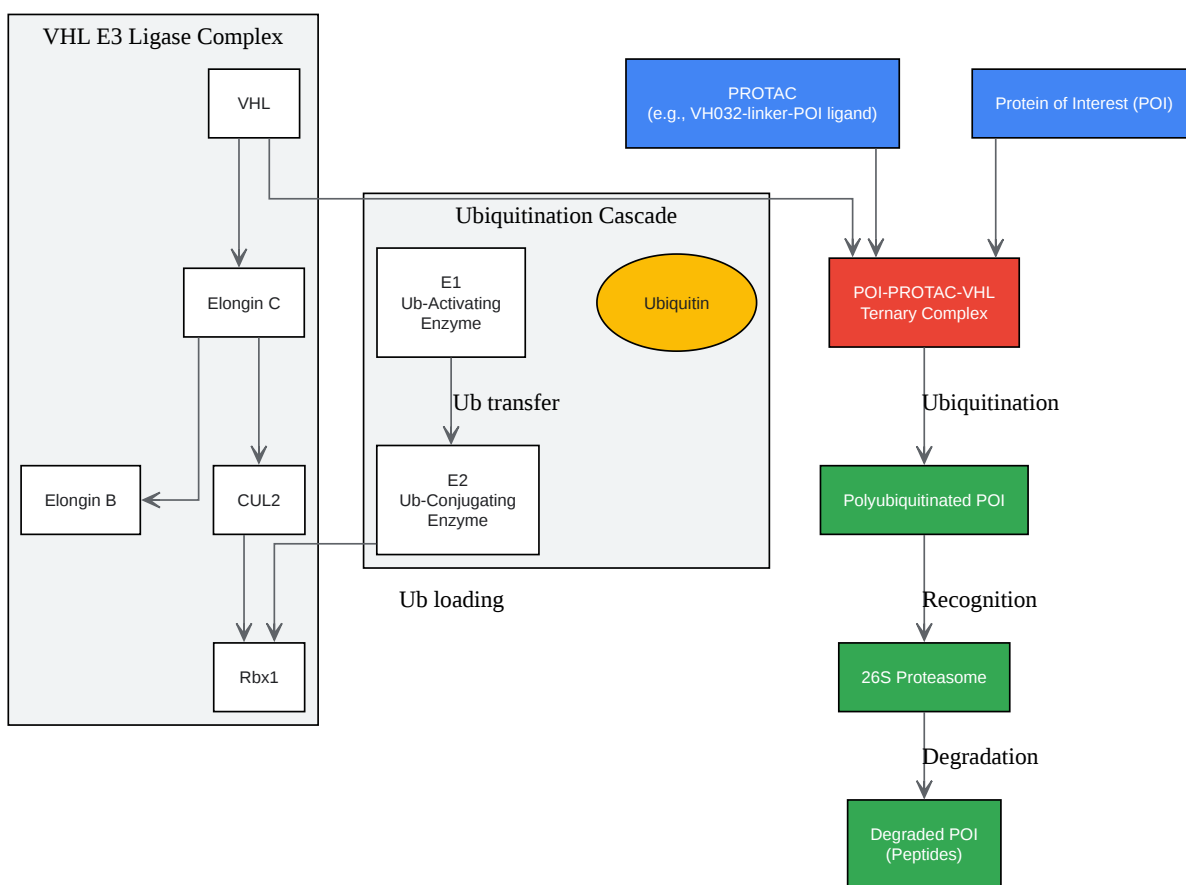 VHL E3 Ligase Complex
VHL
PROTAC
(e.g., VH032-linker-POI ligand)
Protein of Interest (POI)
Ubiquitination Cascade
Elongin C
E1
Ub-Activating
Enzyme
Ubiquitin
POI-PROTAC-VHL
Ternary Complex
Ub transfer
Ubiquitination
Elongin B
CUL2
E2
Ub-Conjugating
Enzyme
Polyubiquitinated POI
Ub loading
Recognition
Rbx1
26S Proteasome
Degradation
Degraded POI
(Peptides)